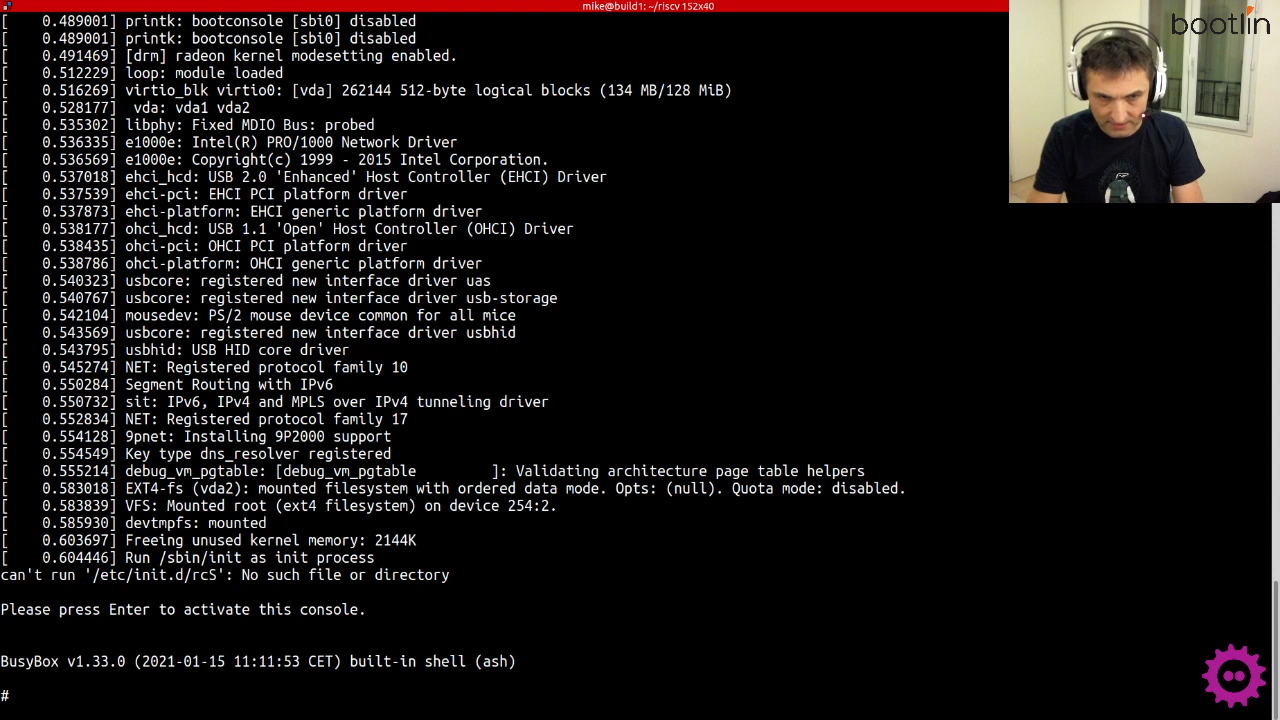 mike@build1: ~/riscv 152x40
[    0.489001] printk: bootconsole [sbi0] disabled
[    0.489001] printk: bootconsole [sbi0] disabled
[    0.491469] [drm] radeon kernel modesetting enabled.
[    0.512229] loop: module loaded
[    0.516269] virtio_blk virtio0: [vda] 262144 512-byte logical blocks (134 MB/128 MiB)
[    0.528177]  vda: vda1 vda2
[    0.535302] libphy: Fixed MDIO Bus: probed
[    0.536335] e1000e: Intel(R) PRO/1000 Network Driver
[    0.536569] e1000e: Copyright(c) 1999 - 2015 Intel Corporation.
[    0.537018] ehci_hcd: USB 2.0 'Enhanced' Host Controller (EHCI) Driver
[    0.537539] ehci-pci: EHCI PCI platform driver
[    0.537873] ehci-platform: EHCI generic platform driver
[    0.538177] ohci_hcd: USB 1.1 'Open' Host Controller (OHCI) Driver
[    0.538435] ohci-pci: OHCI PCI platform driver
[    0.538786] ohci-platform: OHCI generic platform driver
[    0.540323] usbcore: registered new interface driver uas
[    0.540767] usbcore: registered new interface driver usb-storage
[    0.542104] mousedev: PS/2 mouse device common for all mice
[    0.543569] usbcore: registered new interface driver usbhid
[    0.543795] usbhid: USB HID core driver
[    0.545274] NET: Registered protocol family 10
[    0.550284] Segment Routing with IPv6
[    0.550732] sit: IPv6, IPv4 and MPLS over IPv4 tunneling driver
[    0.552834] NET: Registered protocol family 17
[    0.554128] 9pnet: Installing 9P2000 support
[    0.554549] Key type dns_resolver registered
[    0.555214] debug_vm_pgtable: [debug_vm_pgtable         ]: Validating architecture page table helpers
[    0.583018] EXT4-fs (vda2): mounted filesystem with ordered data mode. Opts: (null). Quota mode: disabled.
[    0.583839] VFS: Mounted root (ext4 filesystem) on device 254:2.
[    0.585930] devtmpfs: mounted
[    0.603697] Freeing unused kernel memory: 2144K
[    0.604446] Run /sbin/init as init process
can't run '/etc/init.d/rcS': No such file or directory
Please press Enter to activate this console.
BusyBox v1.33.0 (2021-01-15 11:11:53 CET) built-in shell (ash)
#
bootlin